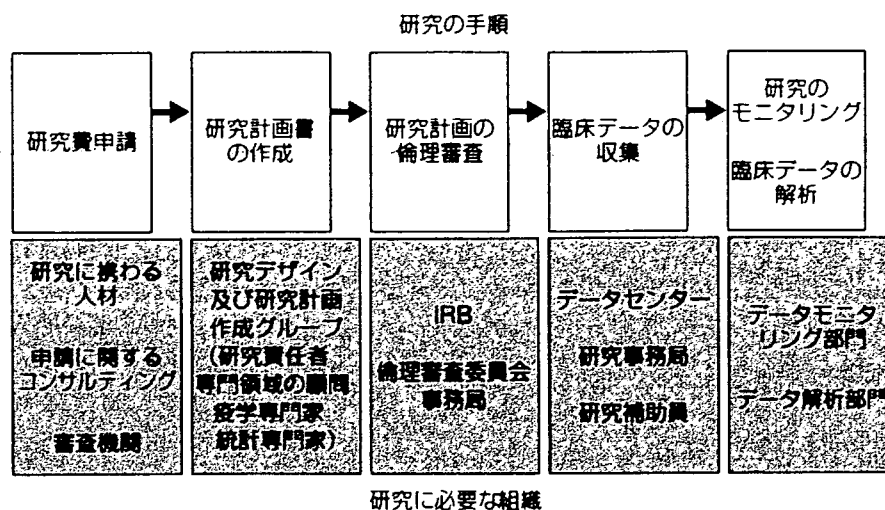 研究の手順
研究費申請
研究計画書
の作成
研究計画の
倫理審査
臨床データの
収集
研究の
モニタリング
臨床データの
解析
研究に携わる
人材
申請に関する
コンサルティング
審査機関
研究デザイン
及び研究計画
作成グループ
（研究責任者
専門領域の顧問
疫学専門家
統計専門家）
IRB
倫理審査委員会
事務局
データセンター
研究事務局
研究補助員
データモニタ
リング部門
データ解析部門
研究に必要な組織